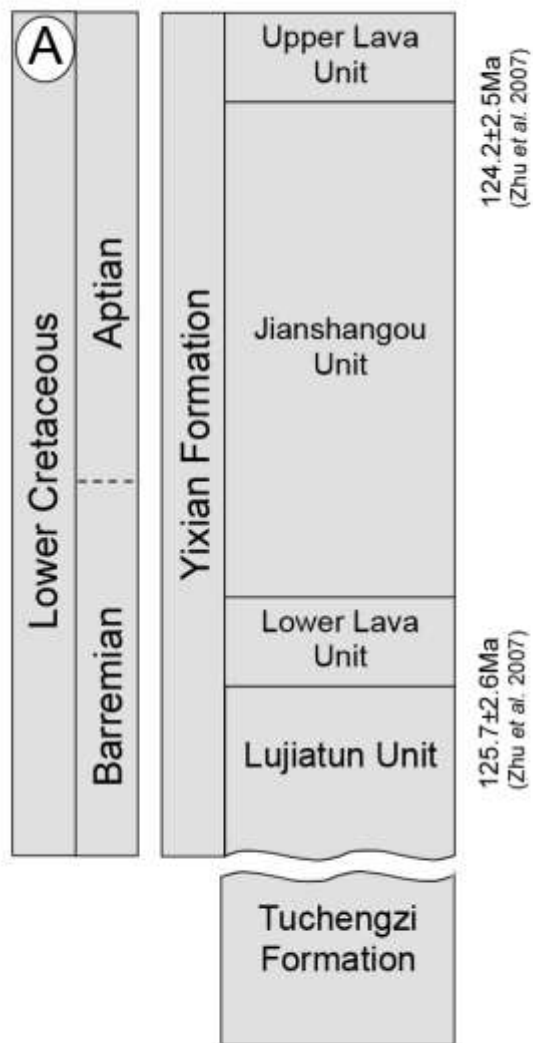 A
Lower Cretaceous
Aptian
Barremian
Yixian Formation
Upper Lava
Unit
Jianshangou
Unit
Lower Lava
Unit
Lujiatun Unit
Tuchengzi
Formation
124.2±2.5Ma
(Zhu et al. 2007)
125.7±2.6Ma
(Zhu et al. 2007)